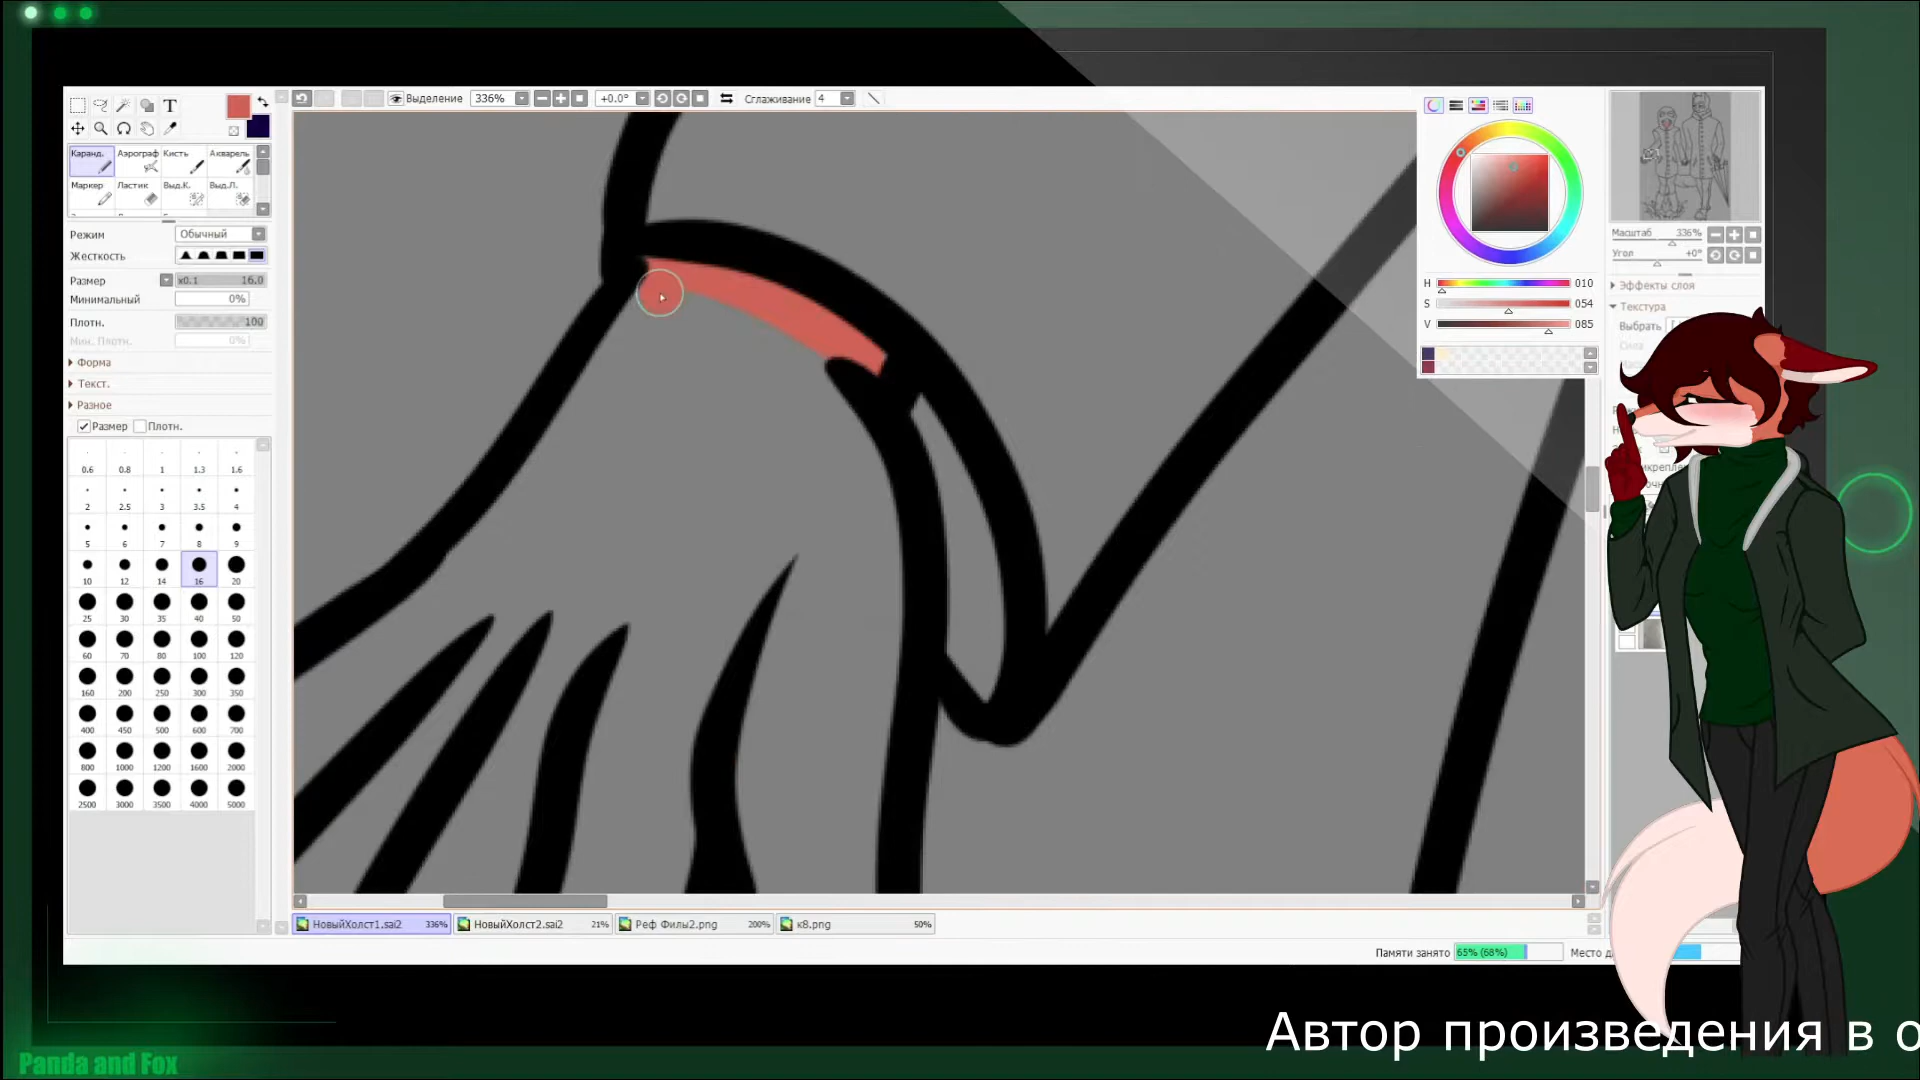 Выделение 336% +0.0° Сглаживание 4
T
Каранд. Аэрограф Кисть Акварель
Маркер Ластик Выд.К. Выд.Л.
Режим Обычный
Жесткость
Размер x0.1 16.0
Минимальный 0%
Плотн. 100
Мин. Плотн. 0%
Форма
Текст.
Разное
Размер Плотн.
0.6 0.8 1 1.3 1.6
2 2.5 3 3.5 4
5 6 7 8 9
10 12 14 16 20
25 30 35 40 50
60 70 80 100 120
160 200 250 300 350
400 450 500 600 700
800 1000 1200 1600 2000
2500 3000 3500 4000 5000
H 010
S 054
V 085
Масштаб 336%
Угол +0°
Эффекты слоя
Текстура
Выбрать
Сила
НовыйХолст1.sai2 336% НовыйХолст2.sai2 21% Реф Филы2.png 200% к8.png 50%
Памяти занято 65% (68%) Место
Автор произведения в
Panda and Fox